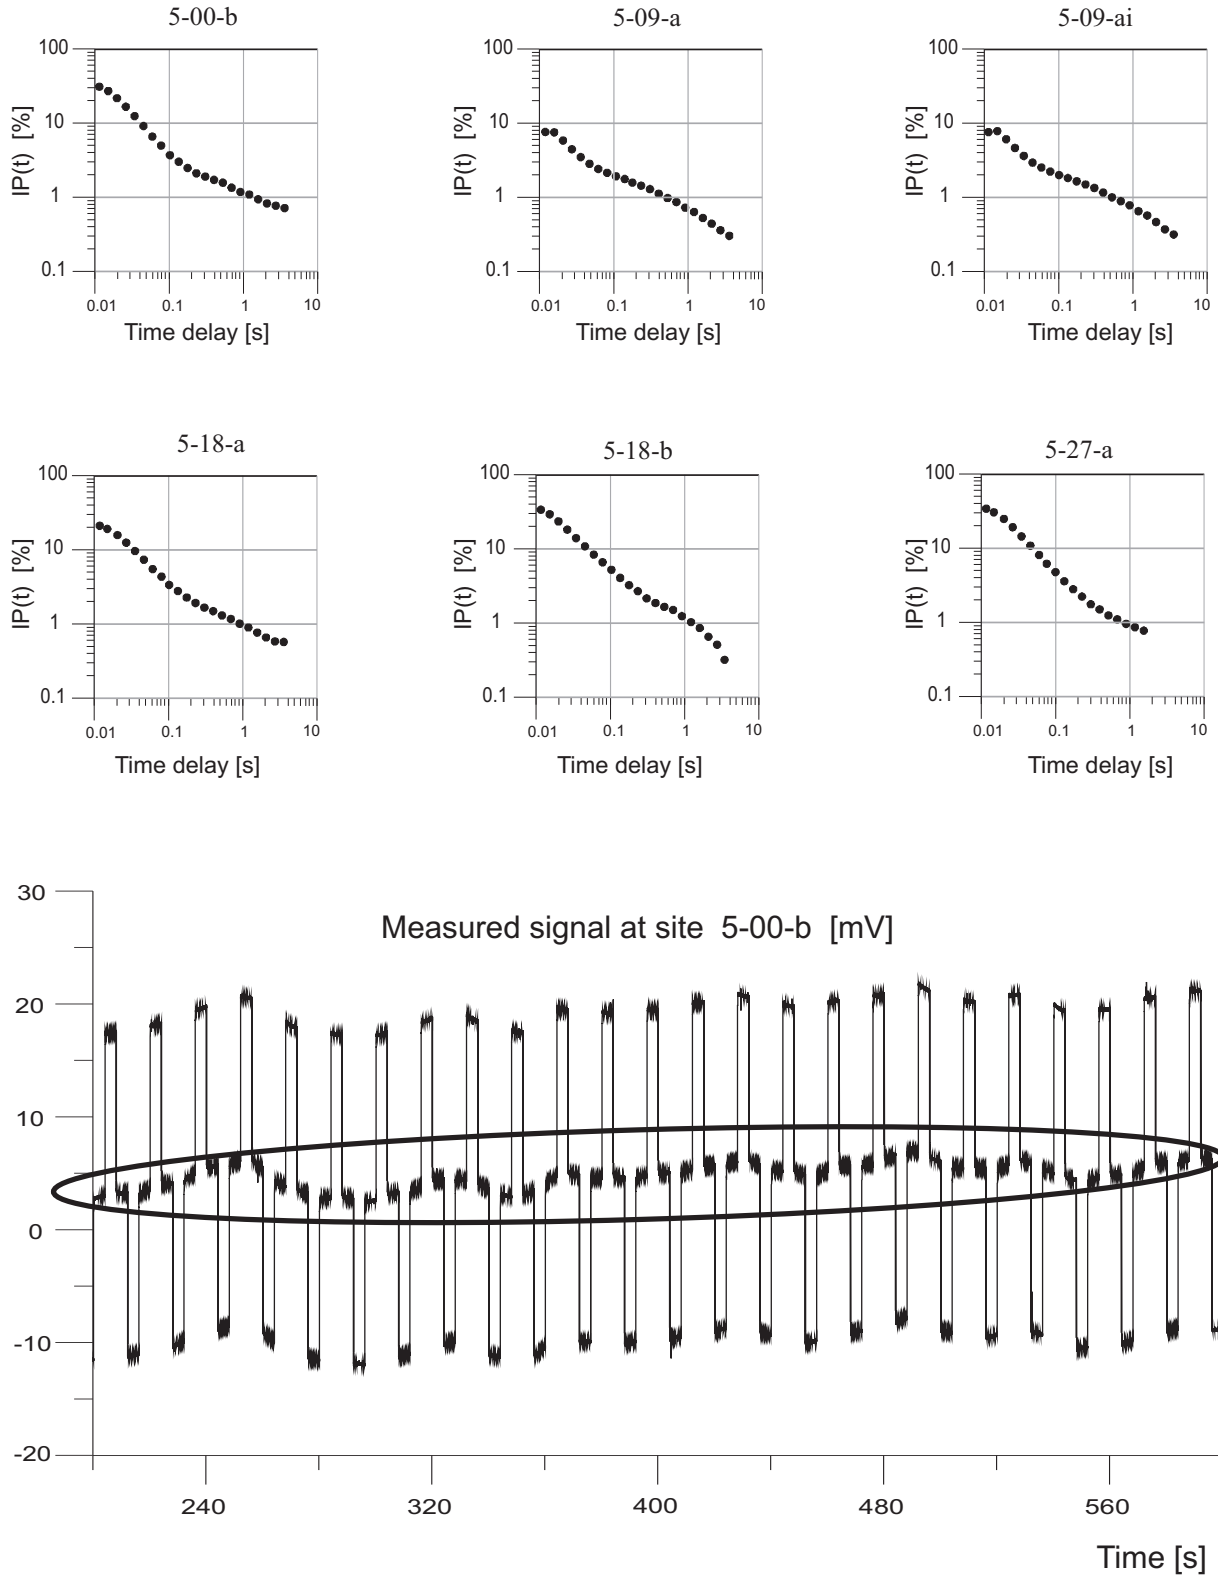 5-00-b 5-09-a 5-09-ai
100 100 100
10 10 10
1 1 1
0.1 0.1 0.1
IP(t) [%] IP(t) [%] IP(t) [%]
0.01 0.1 1 10 0.01 0.1 1 10 0.01 0.1 1 10
Time delay [s] Time delay [s] Time delay [s]
5-18-a 5-18-b 5-27-a
100 100 100
10 10 10
1 1 1
0.1 0.1 0.1
IP(t) [%] IP(t) [%] IP(t) [%]
0.01 0.1 1 10 0.01 0.1 1 10 0.01 0.1 1 10
Time delay [s] Time delay [s] Time delay [s]
30
Measured signal at site 5-00-b [mV]
20
10
0
-10
-20
240 320 400 480 560
Time [s]